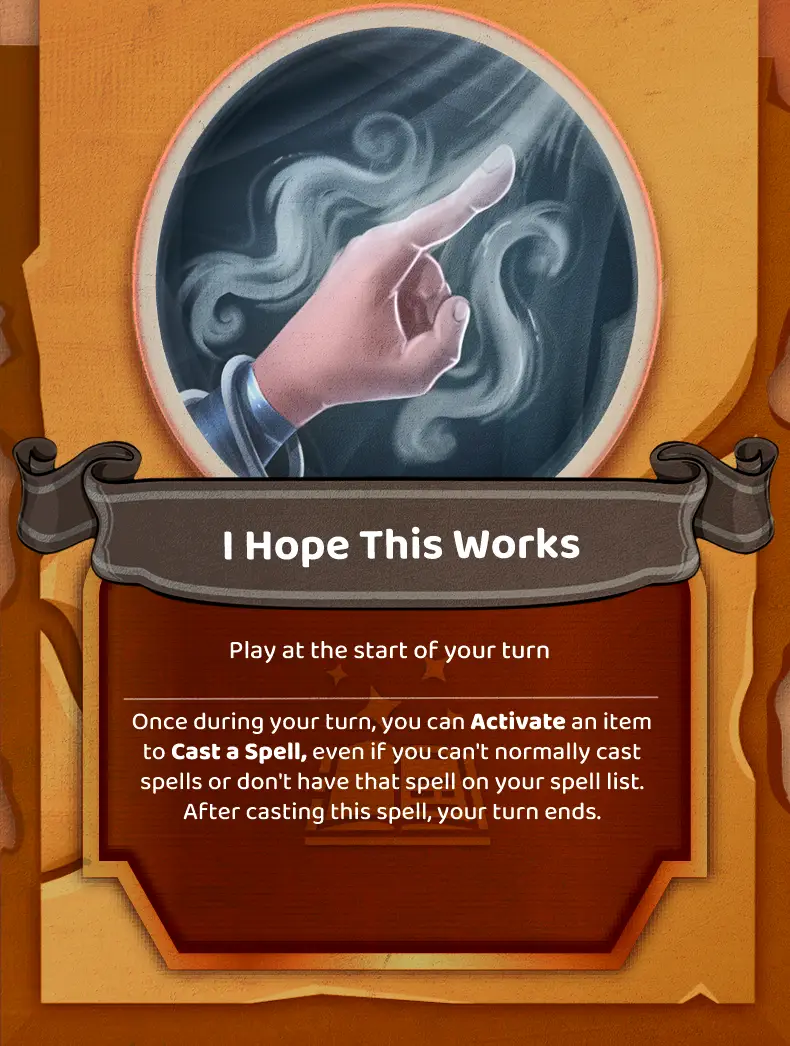 I Hope This Works
Play at the start of your turn
Once during your turn, you can Activate an item
to Cast a Spell, even if you can't normally cast
spells or don't have that spell on your spell list.
After casting this spell, your turn ends.